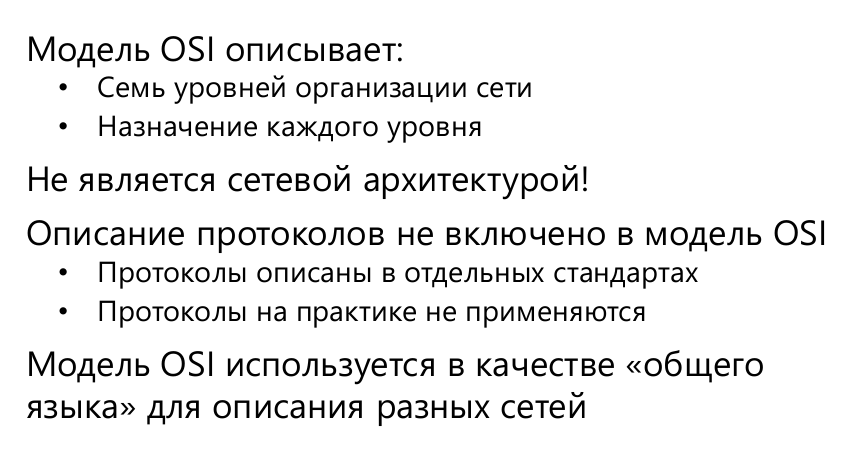 Модель OSI описывает:
• Семь уровней организации сети
• Назначение каждого уровня
Не является сетевой архитектурой!
Описание протоколов не включено в модель OSI
• Протоколы описаны в отдельных стандартах
• Протоколы на практике не применяются
Модель OSI используется в качестве «общего
языка» для описания разных сетей